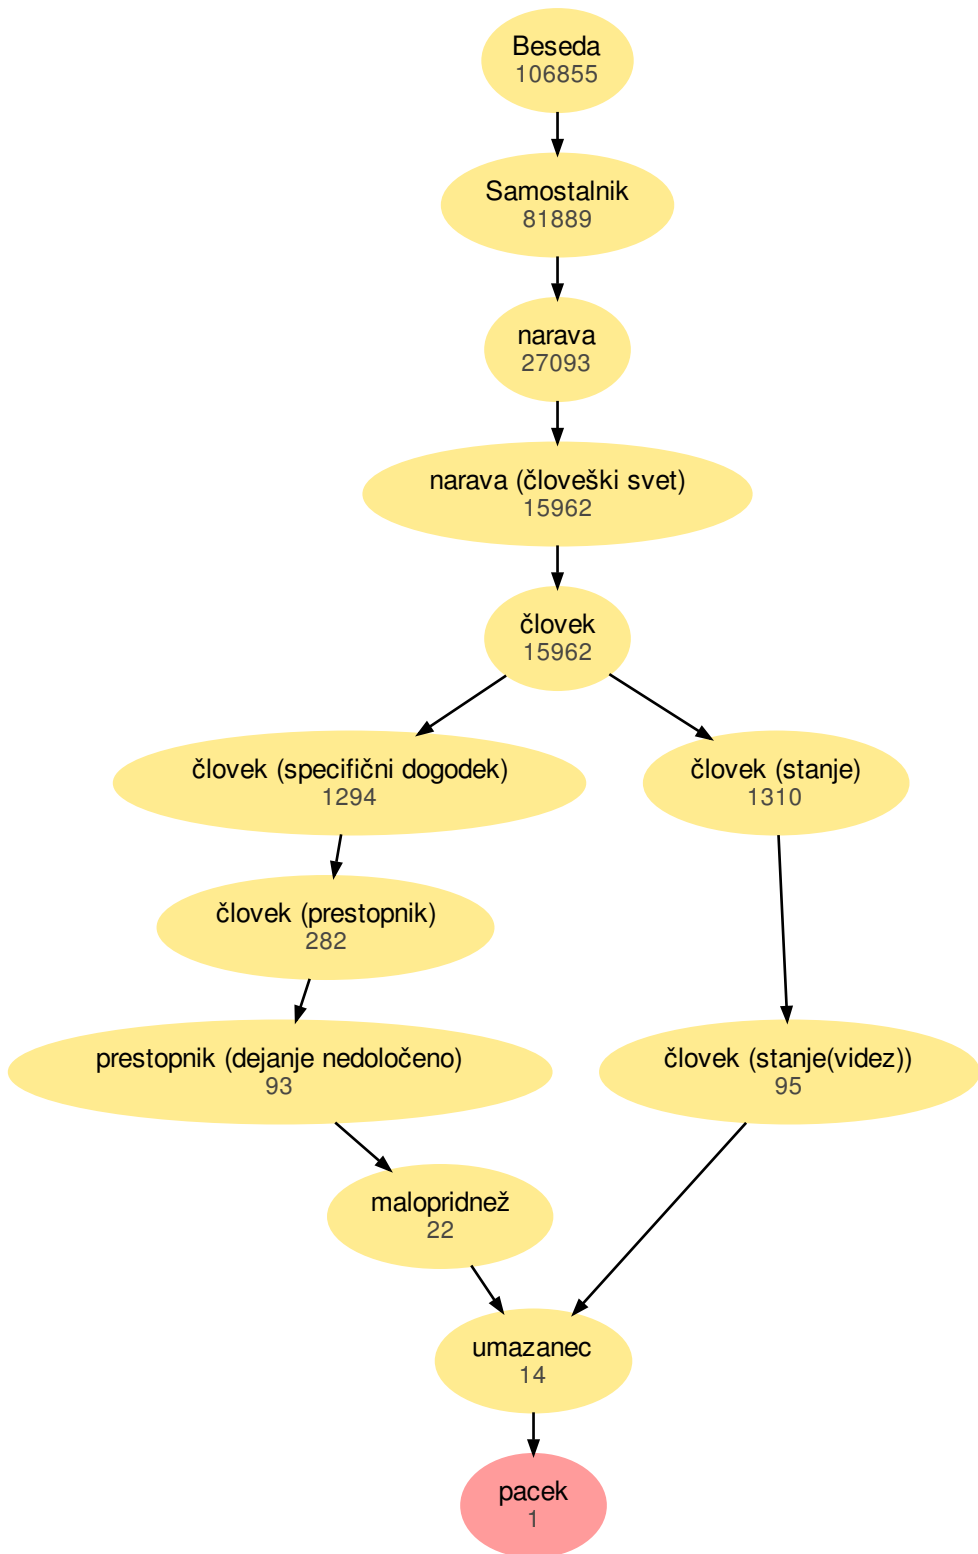 Beseda
106855
Samostalnik
81889
narava
27093
narava (človeški svet)
15962
človek
15962
človek (specifični dogodek)
1294
človek (stanje)
1310
človek (prestopnik)
282
prestopnik (dejanje nedoločeno)
93
človek (stanje(videz))
95
malopridnež
22
umazanec
14
pacek
1